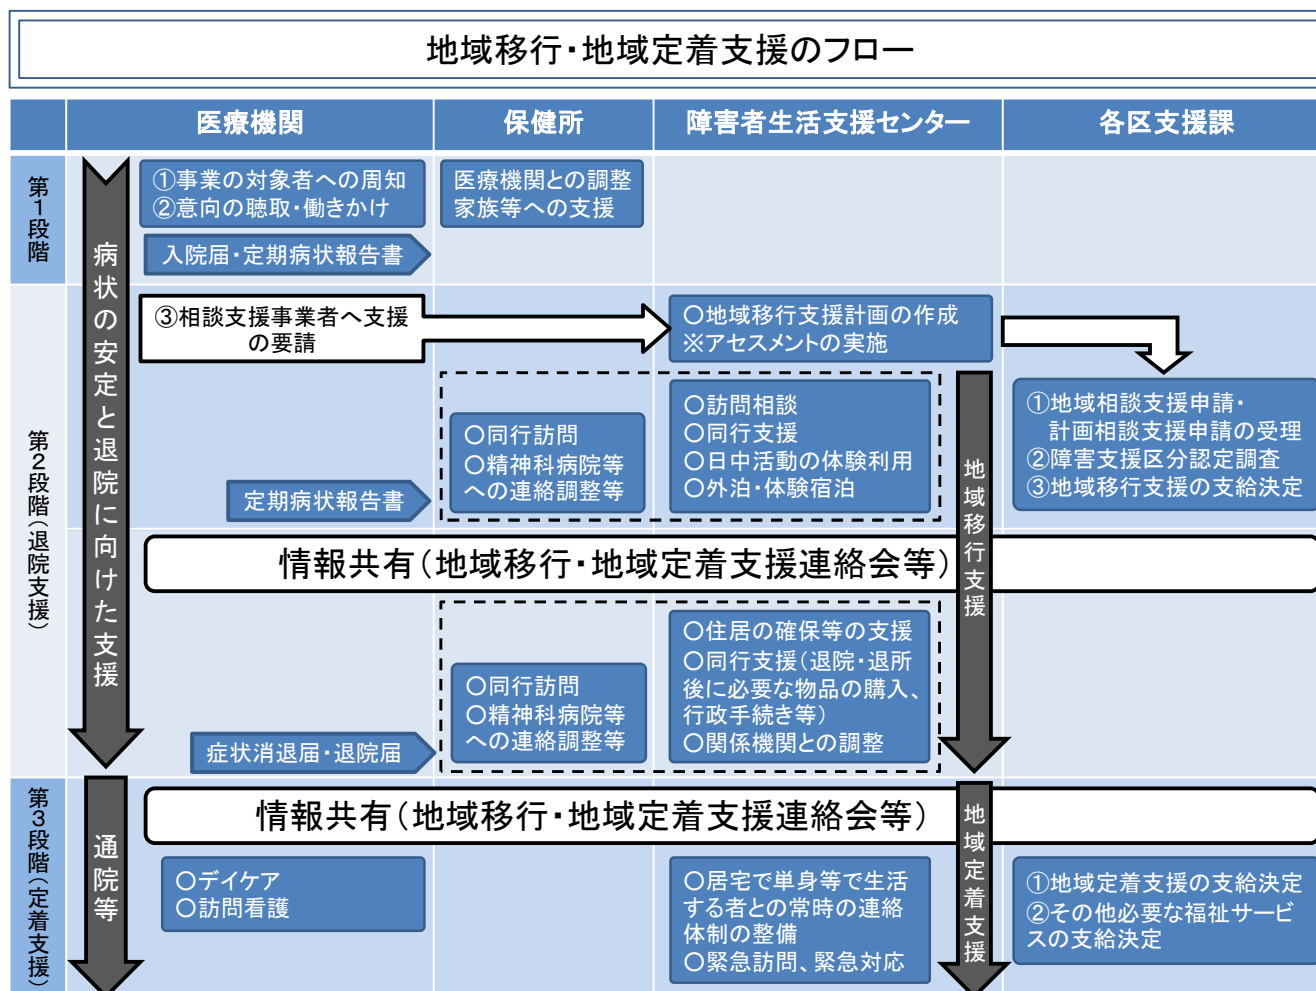 地域移行・地域定着支援のフロー
医療機関
保健所
障害者生活支援センター
各区支援課
第1段階
病状の安定と退院に向けた支援
①事業の対象者への周知
②意向の聴取・働きかけ
入院届・定期病状報告書
医療機関との調整
家族等への支援
第2段階（退院支援）
③相談支援事業者へ支援
の要請
○地域移行支援計画の作成
※アセスメントの実施
定期病状報告書
○同行訪問
○精神科病院等
への連絡調整等
○訪問相談
○同行支援
○日中活動の体験利用
○外泊・体験宿泊
地域移行支援
①地域相談支援申請・
計画相談支援申請の受理
②障害支援区分認定調査
③地域移行支援の支給決定
情報共有（地域移行・地域定着支援連絡会等）
症状消退届・退院届
○同行訪問
○精神科病院等
への連絡調整等
○住居の確保等の支援
○同行支援（退院・退所
後に必要な物品の購入、
行政手続き等）
○関係機関との調整
第3段階（定着支援）
通院等
情報共有（地域移行・地域定着支援連絡会等）
地域定着支援
○デイケア
○訪問看護
○居宅で単身等で生活
する者との常時の連絡
体制の整備
○緊急訪問、緊急対応
①地域定着支援の支給決定
②その他必要な福祉サービ
スの支給決定